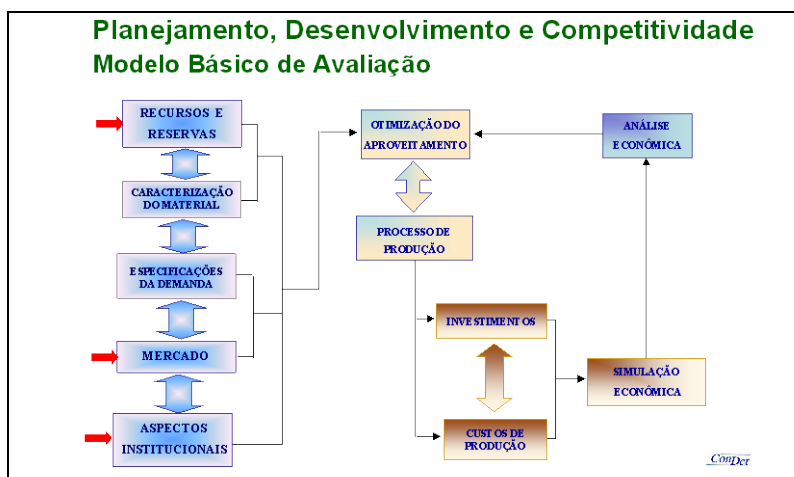 Planejamento, Desenvolvimento e Competitividade
Modelo Básico de Avaliação
RECURSOS E
RESERVAS
CARACTERIZAÇÃO
DO MATERIAL
ESPECIFICAÇÕES
DA DEMANDA
MERCADO
ASPECTOS
INSTITUCIONAIS
OTIMIZAÇÃO DO
APROVEITAMENTO
PROCESSO DE
PRODUÇÃO
INVESTIMENTOS
CUSTOS DE
PRODUÇÃO
ANÁLISE
ECONÔMICA
SIMULAÇÃO
ECONÔMICA
ConDet